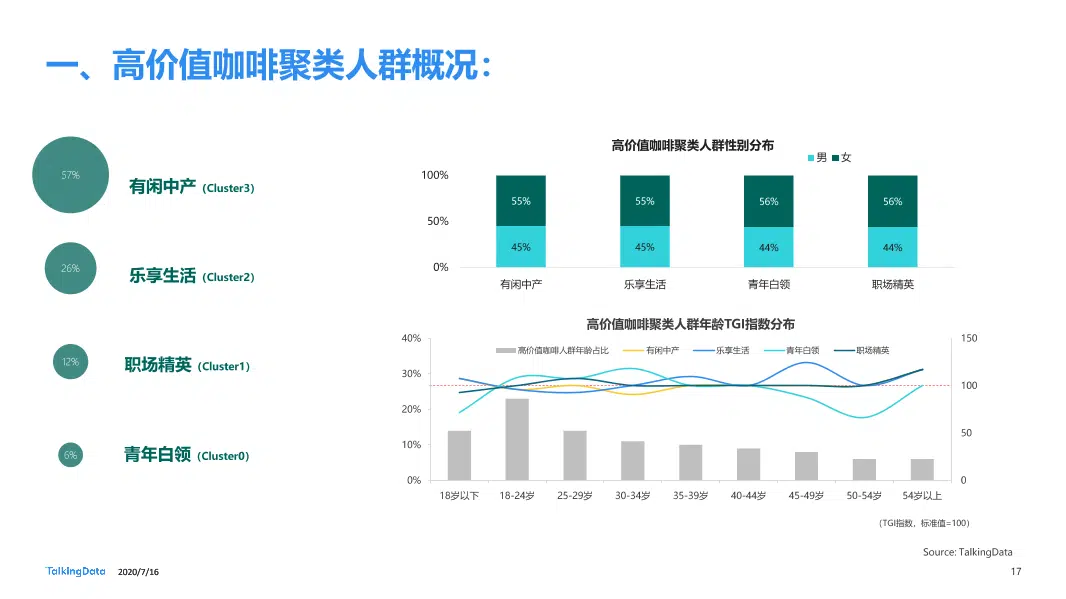 一、高价值咖啡聚类人群概况：
57%
有闲中产（Cluster3）
26%
乐享生活（Cluster2）
12%
职场精英（Cluster1）
6%
青年白领（Cluster0）
高价值咖啡聚类人群性别分布
男 女
100%
50%
0%
55% 55% 56% 56%
45% 45% 44% 44%
有闲中产 乐享生活 青年白领 职场精英
高价值咖啡聚类人群年龄TGI指数分布
高价值咖啡人群年龄占比 有闲中产 乐享生活 青年白领 职场精英
40% 150
30% 100
20%
10% 50
0% 0
18岁以下 18-24岁 25-29岁 30-34岁 35-39岁 40-44岁 45-49岁 50-54岁 54岁以上
（TGI指数，标准值=100）
Source: TalkingData
TalkingData 2020/7/16 17